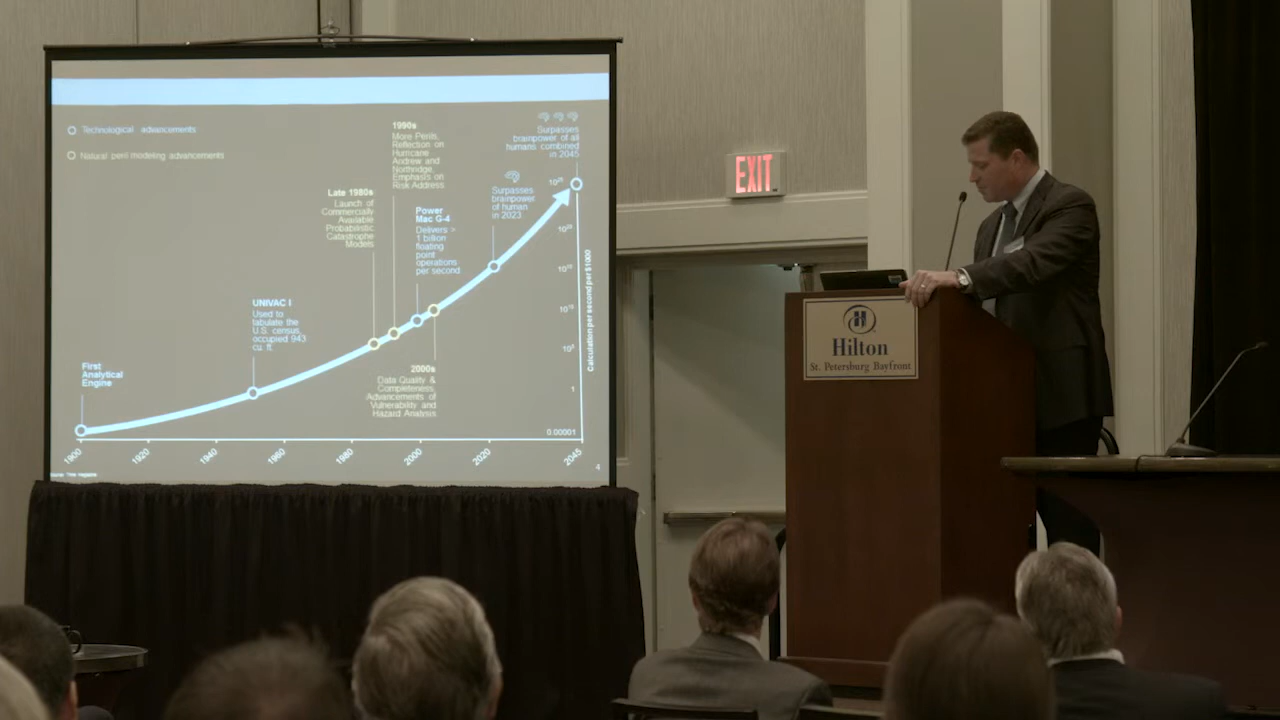 Technological advancements
Natural peril modeling advancements
First
Analytical
Engine
UNIVAC I
Used to
tabulate the
U.S. census,
occupied 943
cu. ft.
Late 1980s
Launch of
Commercially
Available
Probabilistic
Catastrophe
Models
1990s
More Perils,
Reflection on
Hurricane
Andrew and
Northridge,
Emphasis on
Risk Address
Power
Mac G-4
Delivers >
1 billion
floating
point
operations
per second
2000s
Data Quality &
Completeness,
Advancements of
Vulnerability and
Hazard Analysis
Surpasses
brainpower
of human
in 2023
Surpasses
brainpower of all
humans combined
in 2045
1
0.00001
Calculation per second per $1000
1900
1920
1940
1960
1980
2000
2020
2045
Source: Time magazine
4
EXIT
H
Hilton
St. Petersburg Bayfront